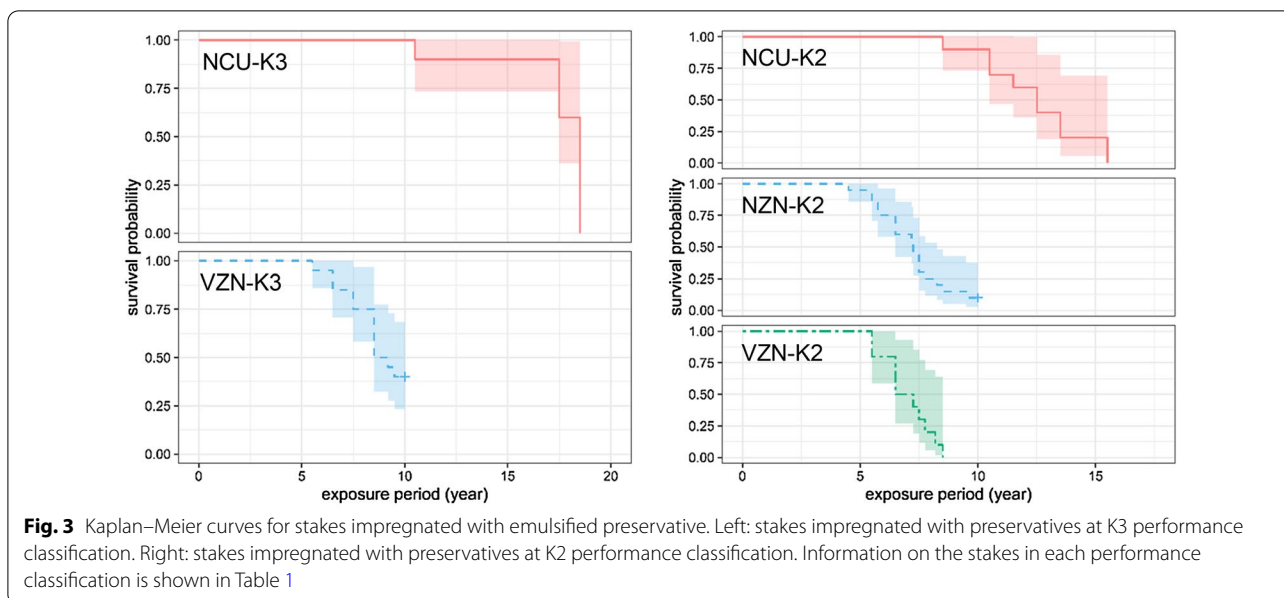 NCU-K3
1.00
0.75
0.50
0.25
0.00
VZN-K3
1.00
0.75
0.50
0.25
0.00
survival probability
0 5 10 15 20
exposure period (year)
NCU-K2
1.00
0.75
0.50
0.25
0.00
NZN-K2
1.00
0.75
0.50
0.25
0.00
VZN-K2
1.00
0.75
0.50
0.25
0.00
survival probability
0 5 10 15
exposure period (year)
Fig. 3 Kaplan–Meier curves for stakes impregnated with emulsified preservative. Left: stakes impregnated with preservatives at K3 performance
classification. Right: stakes impregnated with preservatives at K2 performance classification. Information on the stakes in each performance
classification is shown in Table 1